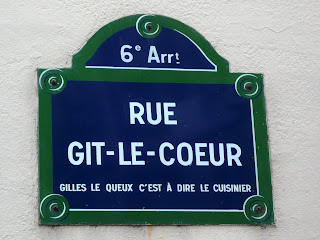 6e Arrt
RUE
GIT-LE-COEUR
GILLES LE QUEUX C'EST À DIRE LE CUISINIER